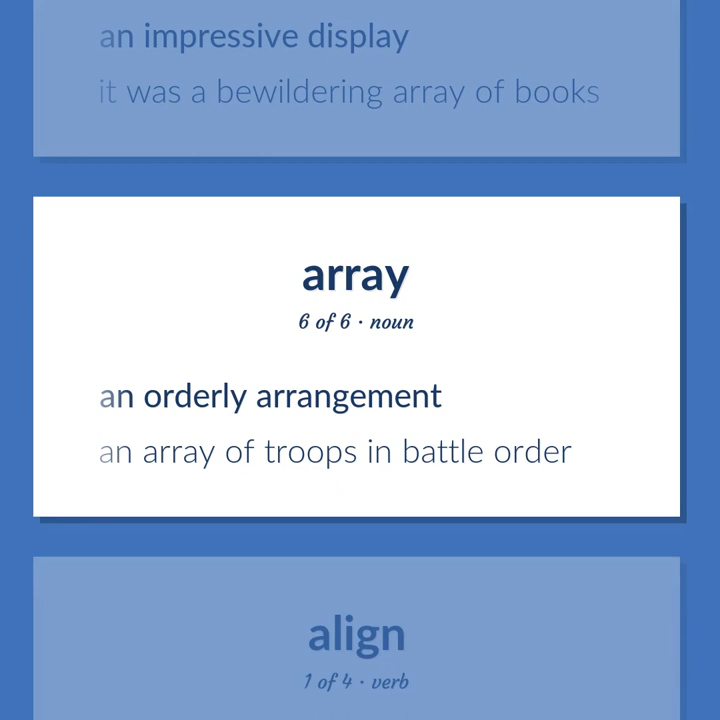 an impressive display
it was a bewildering array of books
array
6 of 6 · noun
an orderly arrangement
an array of troops in battle order
align
1 of 4 · verb